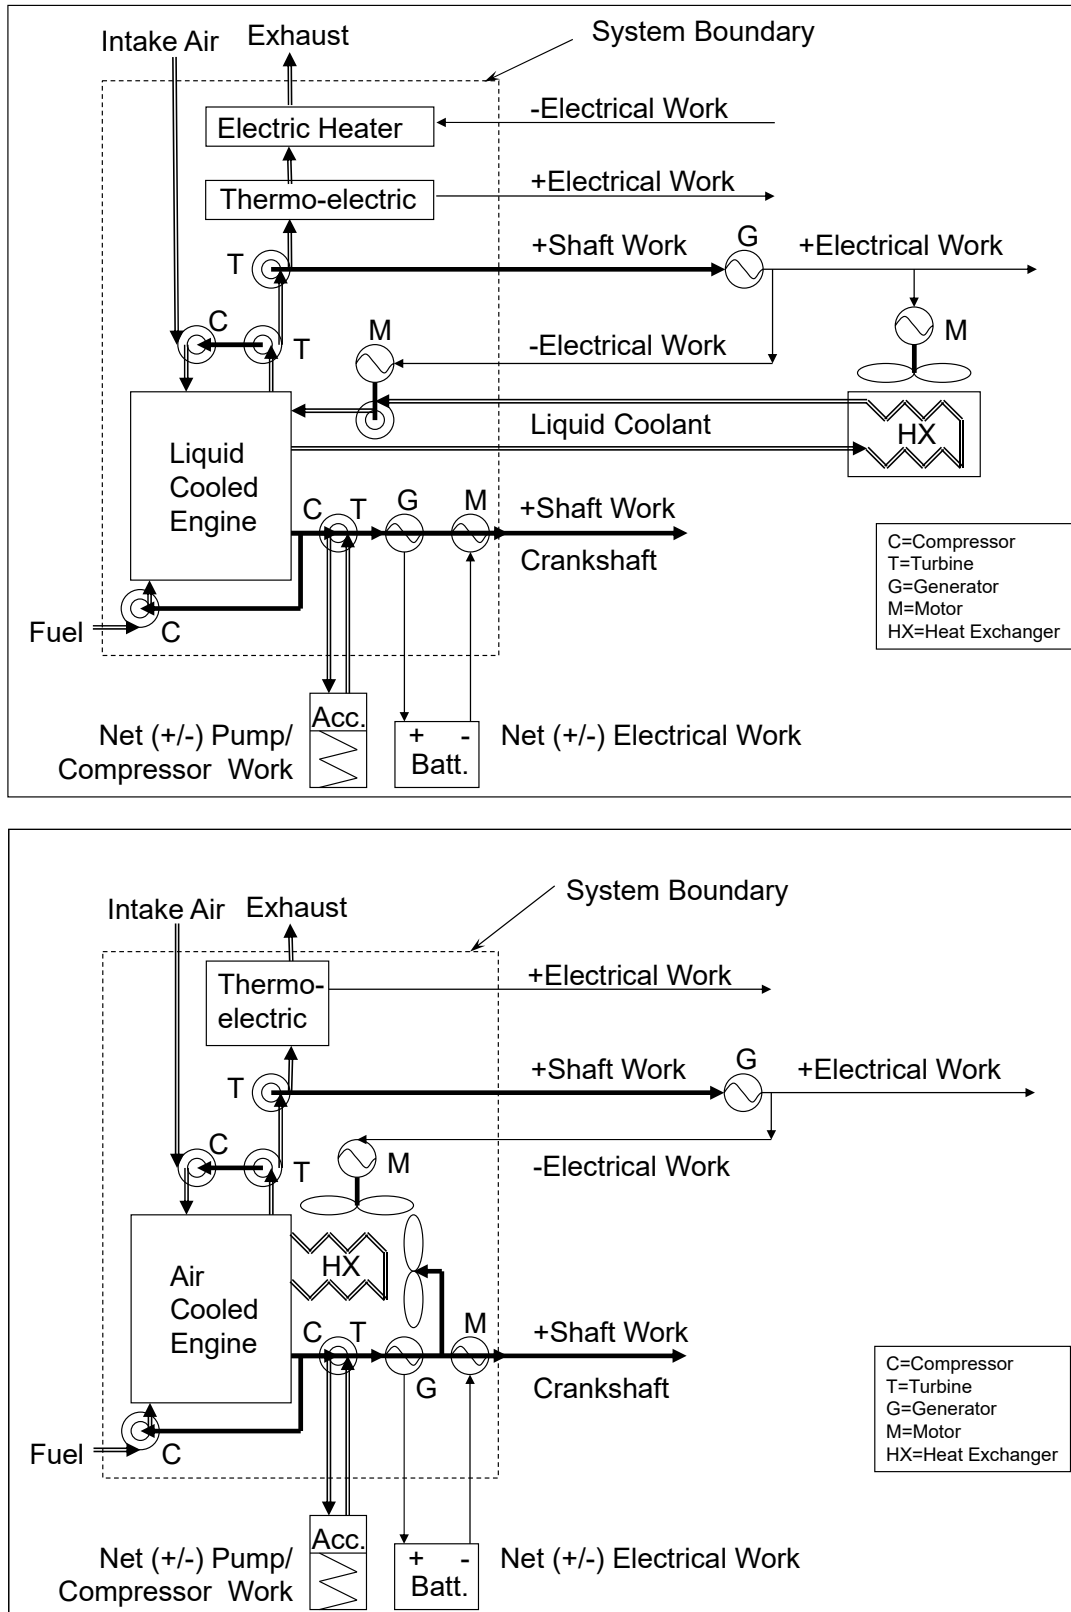 Intake Air
Exhaust
System Boundary
Electric Heater
-Electrical Work
Thermo-electric
+Electrical Work
T
+Shaft Work
G
+Electrical Work
C
T
M
-Electrical Work
M
Liquid Coolant
HX
Liquid
Cooled
Engine
C
T
G
M
+Shaft Work
Crankshaft
C=Compressor
T=Turbine
G=Generator
M=Motor
HX=Heat Exchanger
Fuel
C
Net (+/-) Pump/
Compressor Work
Acc.
+ -
Batt.
Net (+/-) Electrical Work
Intake Air
Exhaust
System Boundary
Thermo-
electric
+Electrical Work
T
+Shaft Work
G
+Electrical Work
C
T
M
-Electrical Work
HX
Air
Cooled
Engine
C
T
G
M
+Shaft Work
Crankshaft
C=Compressor
T=Turbine
G=Generator
M=Motor
HX=Heat Exchanger
Fuel
C
Net (+/-) Pump/
Compressor Work
Acc.
+ -
Batt.
Net (+/-) Electrical Work